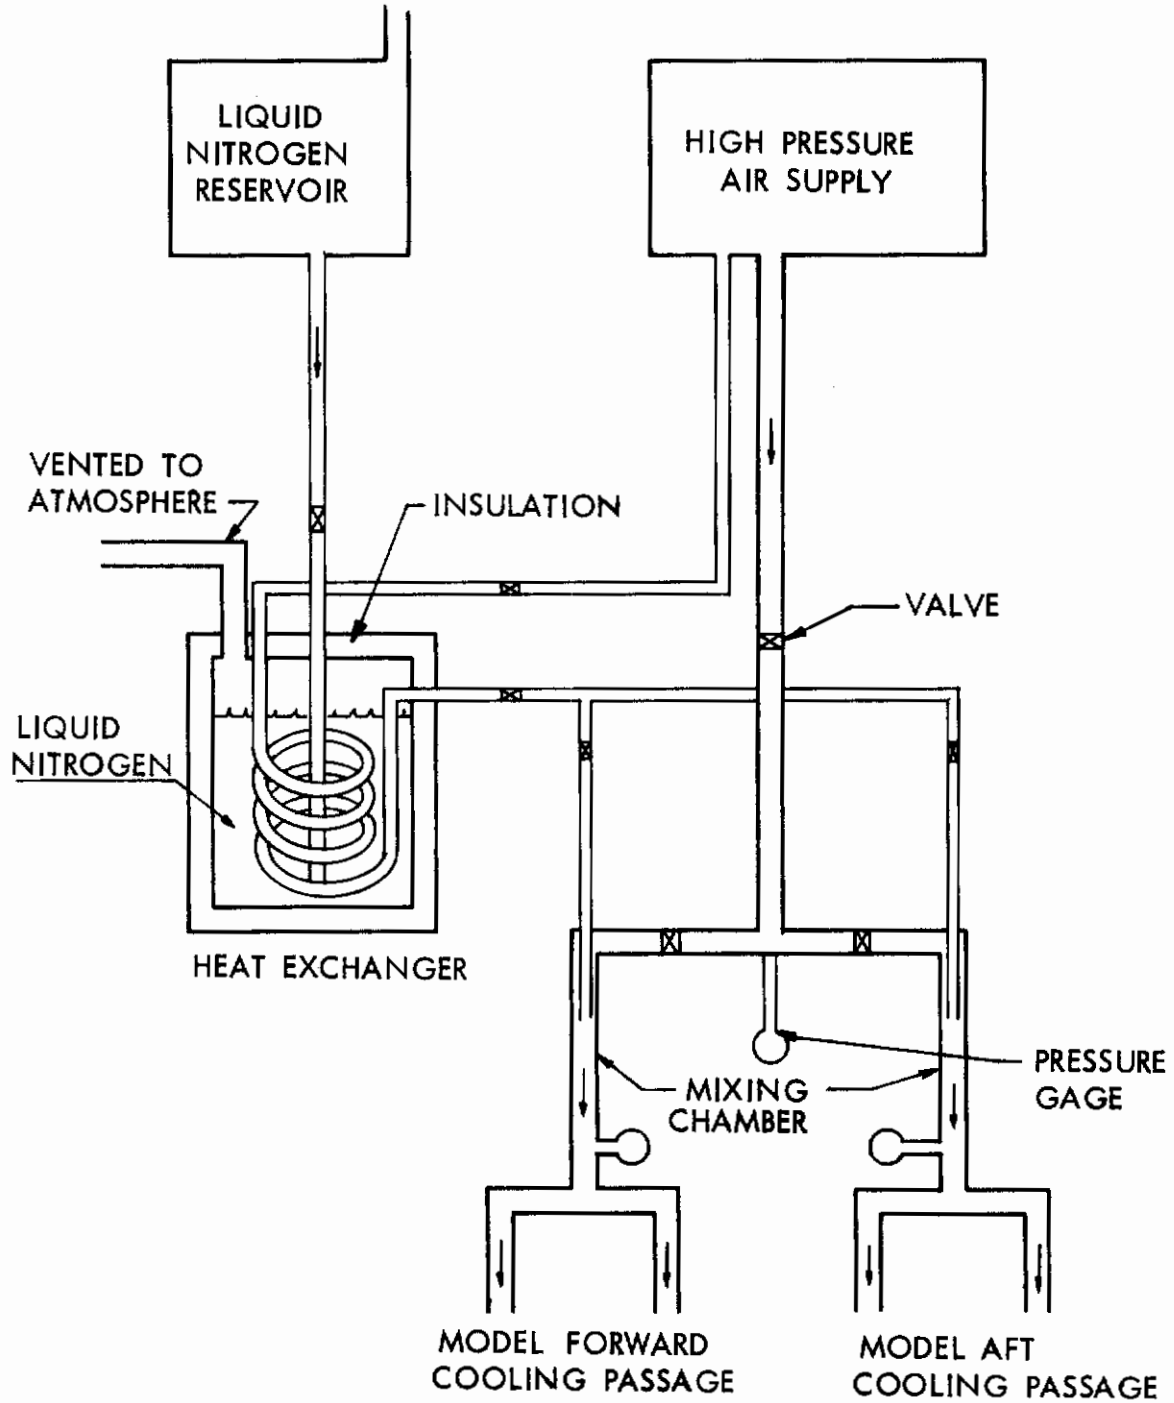 LIQUID
NITROGEN
RESERVOIR
HIGH PRESSURE
AIR SUPPLY
VENTED TO
ATMOSPHERE
INSULATION
VALVE
LIQUID
NITROGEN
HEAT EXCHANGER
PRESSURE
GAGE
MIXING
CHAMBER
MODEL FORWARD
COOLING PASSAGE
MODEL AFT
COOLING PASSAGE